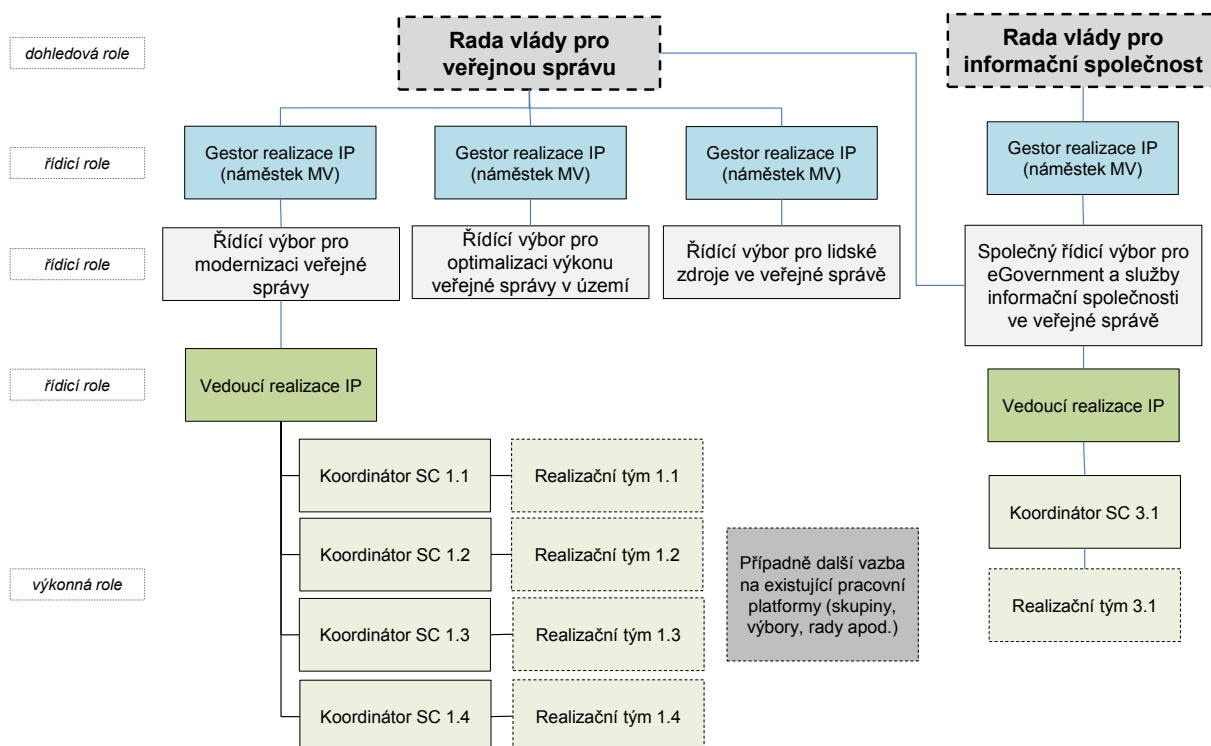 dohledová role
Rada vlády pro
veřejnou správu
Rada vlády pro
informační společnost
řídicí role
Gestor realizace IP
(náměstek MV)
Gestor realizace IP
(náměstek MV)
Gestor realizace IP
(náměstek MV)
Gestor realizace IP
(náměstek MV)
řídicí role
Řídící výbor pro
modernizaci veřejné
správy
Řídící výbor pro
optimalizaci výkonu
veřejné správy v území
Řídící výbor pro lidské
zdroje ve veřejné správě
Společný řídicí výbor pro
eGovernment a služby
informační společnosti
ve veřejné správě
řídicí role
Vedoucí realizace IP
Vedoucí realizace IP
výkonná role
Koordinátor SC 1.1
Realizační tým 1.1
Koordinátor SC 1.2
Realizační tým 1.2
Koordinátor SC 1.3
Realizační tým 1.3
Koordinátor SC 1.4
Realizační tým 1.4
Případně další vazba
na existující pracovní
platformy (skupiny,
výbory, rady apod.)
Koordinátor SC 3.1
Realizační tým 3.1